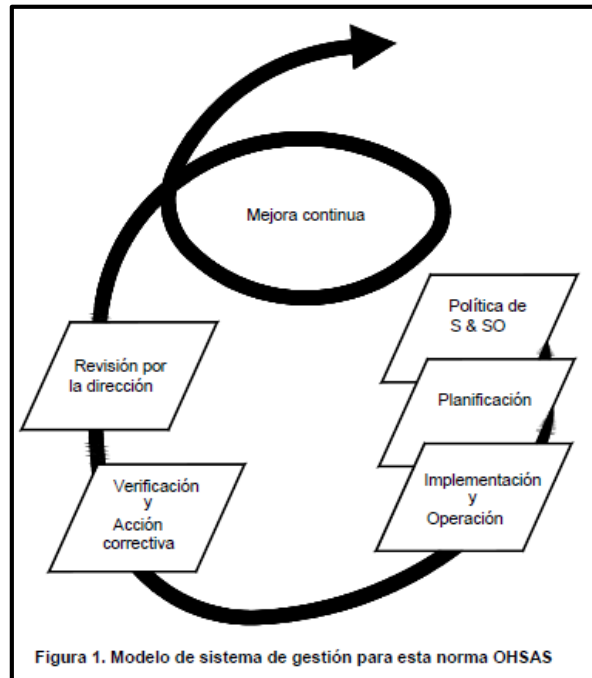 Mejora continua
Política de
S & SO
Planificación
Implementación
y
Operación
Revisión por
la dirección
Verificación
y
Acción
correctiva
Figura 1. Modelo de sistema de gestión para esta norma OHSAS